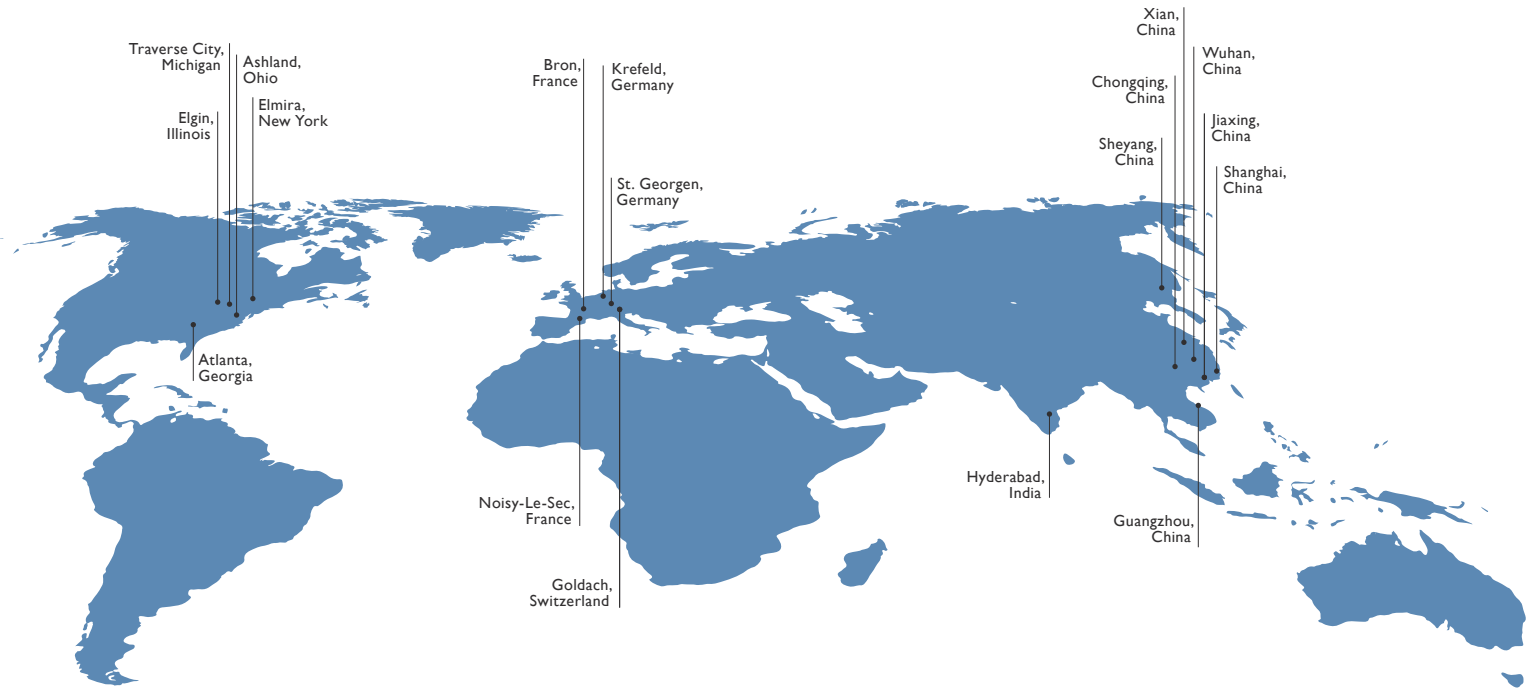 Traverse City,
Michigan
Ashland,
Ohio
Elgin,
Illinois
Elmira,
New York
Atlanta,
Georgia
Bron,
France
Krefeld,
Germany
St. Georgen,
Germany
Noisy-Le-Sec,
France
Goldach,
Switzerland
Xian,
China
Wuhan,
China
Chongqing,
China
Jiaxing,
China
Sheyang,
China
Shanghai,
China
Hyderabad,
India
Guangzhou,
China